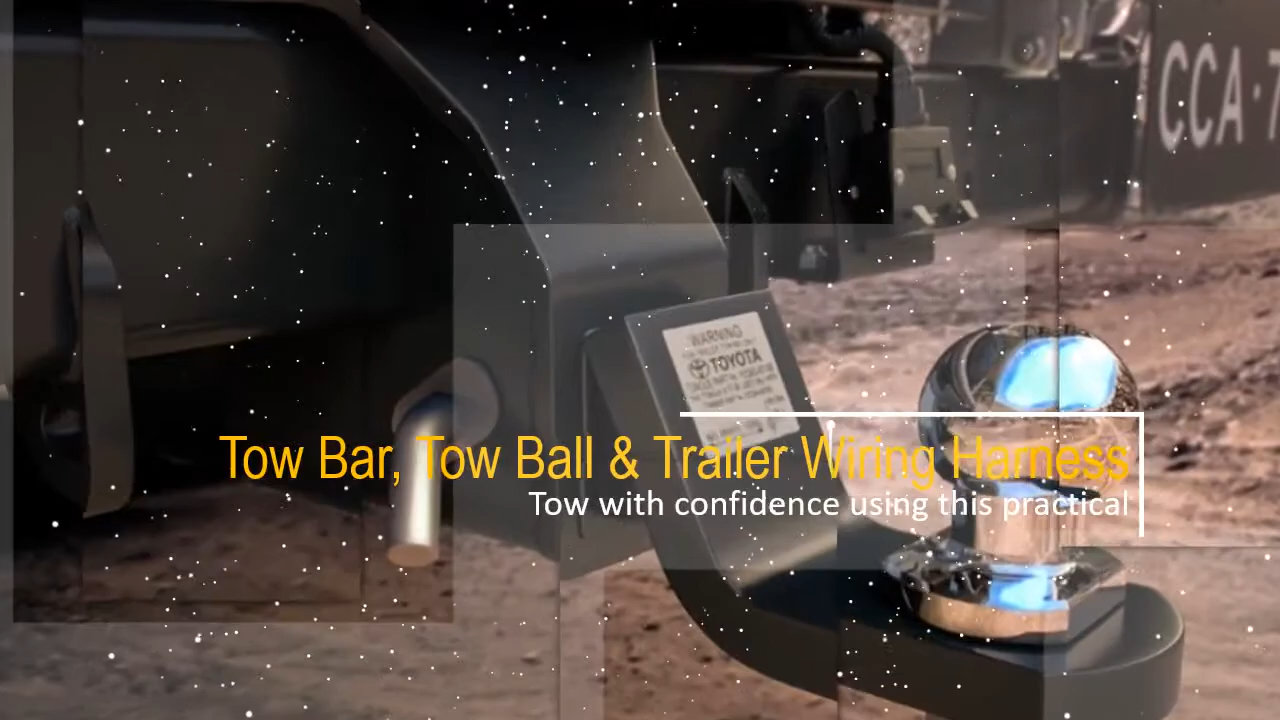 CCA·7
WARNING
TOYOTA
Tow Bar, Tow Ball & Trailer Wiring Harness
Tow with confidence using this practical